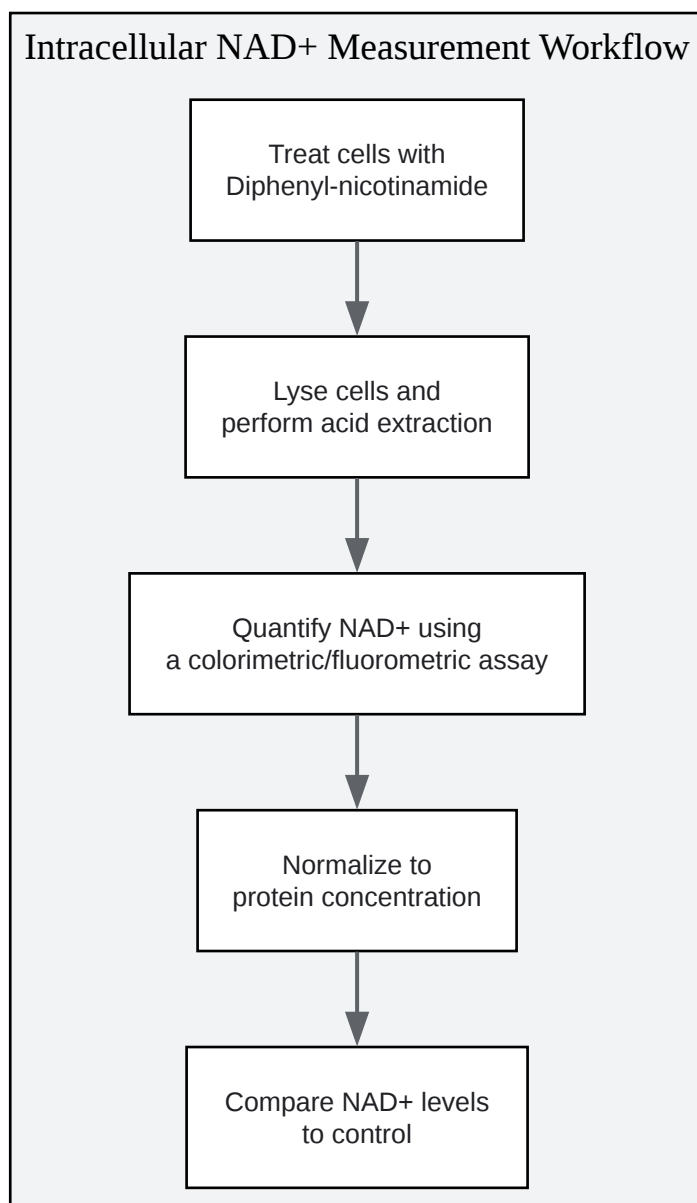 Intracellular NAD+ Measurement Workflow
Treat cells with
Diphenyl-nicotinamide
Lyse cells and
perform acid extraction
Quantify NAD+ using
a colorimetric/fluorometric assay
Normalize to
protein concentration
Compare NAD+ levels
to control